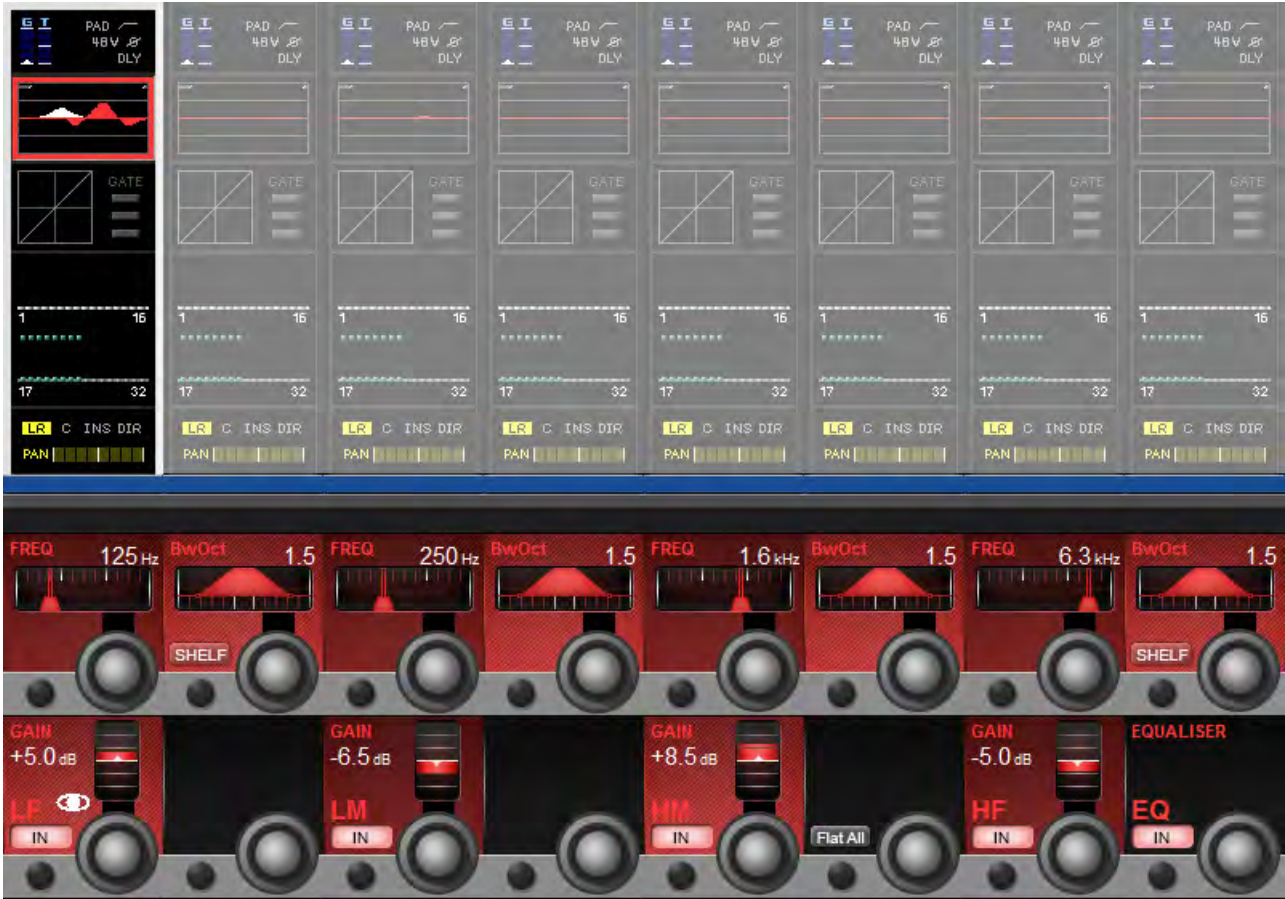 G T PAD G T PAD G T PAD G T PAD G T PAD G T PAD G T PAD G T PAD
48V 48V 48V 48V 48V 48V 48V 48V
DLY DLY DLY DLY DLY DLY DLY DLY
GATE GATE GATE GATE GATE GATE GATE GATE
1 16 1 16 1 16 1 16 1 16 1 16 1 16 1 16
17 32 17 32 17 32 17 32 17 32 17 32 17 32 17 32
LR C INS DIR LR C INS DIR LR C INS DIR LR C INS DIR LR C INS DIR LR C INS DIR LR C INS DIR LR C INS DIR
PAN PAN PAN PAN PAN PAN PAN PAN
FREQ 125 Hz BwOct 1.5 FREQ 250 Hz BwOct 1.5 FREQ 1.6 kHz BwOct 1.5 FREQ 6.3 kHz BwOct 1.5
SHELF SHELF
GAIN GAIN GAIN GAIN EQUALISER
+5.0 dB -6.5 dB +8.5 dB -5.0 dB
LF LM HM HF EQ
IN IN IN Flat All IN IN